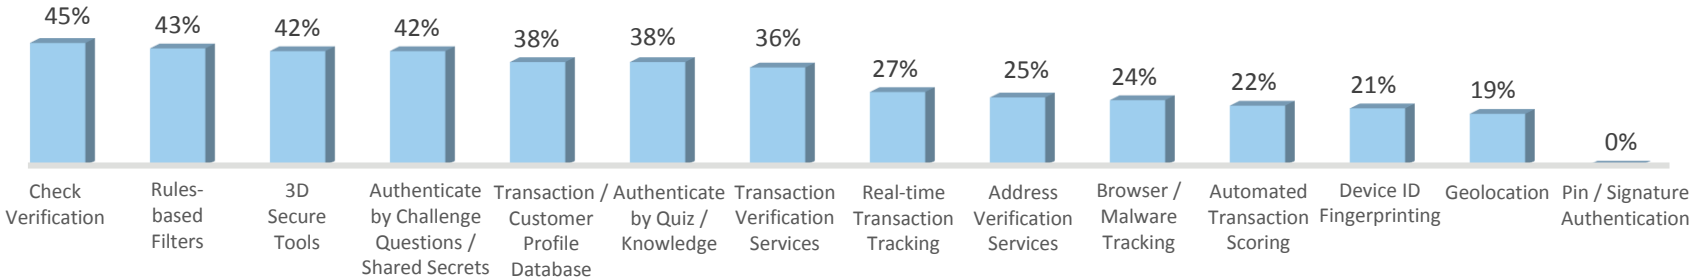 45%
43%
42%
42%
38%
38%
36%
27%
25%
24%
22%
21%
19%
0%
Check
Verification
Rules-
based
Filters
3D
Secure
Tools
Authenticate
by Challenge
Questions /
Shared Secrets
Transaction /
Customer
Profile
Database
Authenticate
by Quiz /
Knowledge
Transaction
Verification
Services
Real-time
Transaction
Tracking
Address
Verification
Services
Browser /
Malware
Tracking
Automated
Transaction
Scoring
Device ID
Fingerprinting
Geolocation
Pin / Signature
Authentication